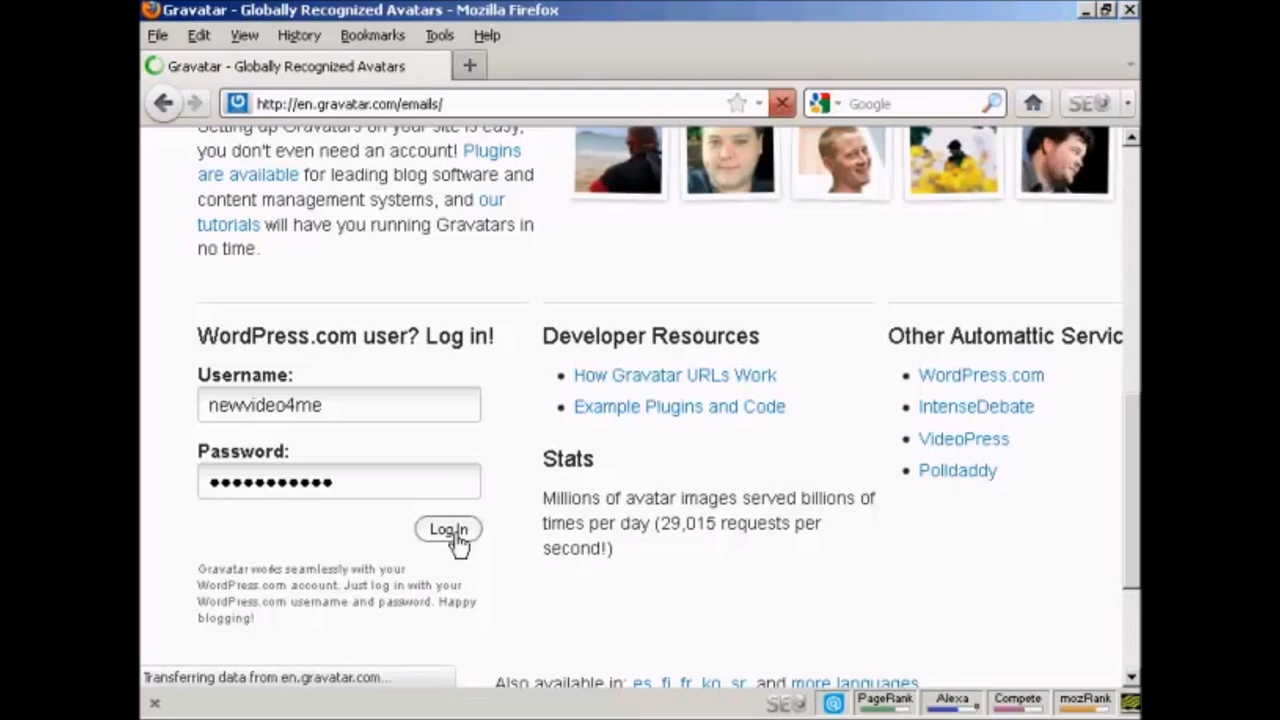 Gravatar - Globally Recognized Avatars - Mozilla Firefox
File Edit View History Bookmarks Tools Help
Gravatar - Globally Recognized Avatars
http://en.gravatar.com/emails/
Google
SEO
Setting up Gravatars on your site is easy,
you don't even need an account! Plugins
are available for leading blog software and
content management systems, and our
tutorials will have you running Gravatars in
no time.
WordPress.com user? Log in!
Username:
newvideo4me
Password:
Log In
Gravatar works seamlessly with your
WordPress.com account. Just log in with your
WordPress.com username and password. Happy
blogging!
Developer Resources
How Gravatar URLs Work
Example Plugins and Code
Stats
Millions of avatar images served billions of
times per day (29,015 requests per
second!)
Other Automattic Servic
WordPress.com
IntenseDebate
VideoPress
Polldaddy
Also available in: es, fi, fr, ko, sr, and more languages
Transferring data from en.gravatar.com...
SEO
PageRank
Alexa
Compete
mozRank